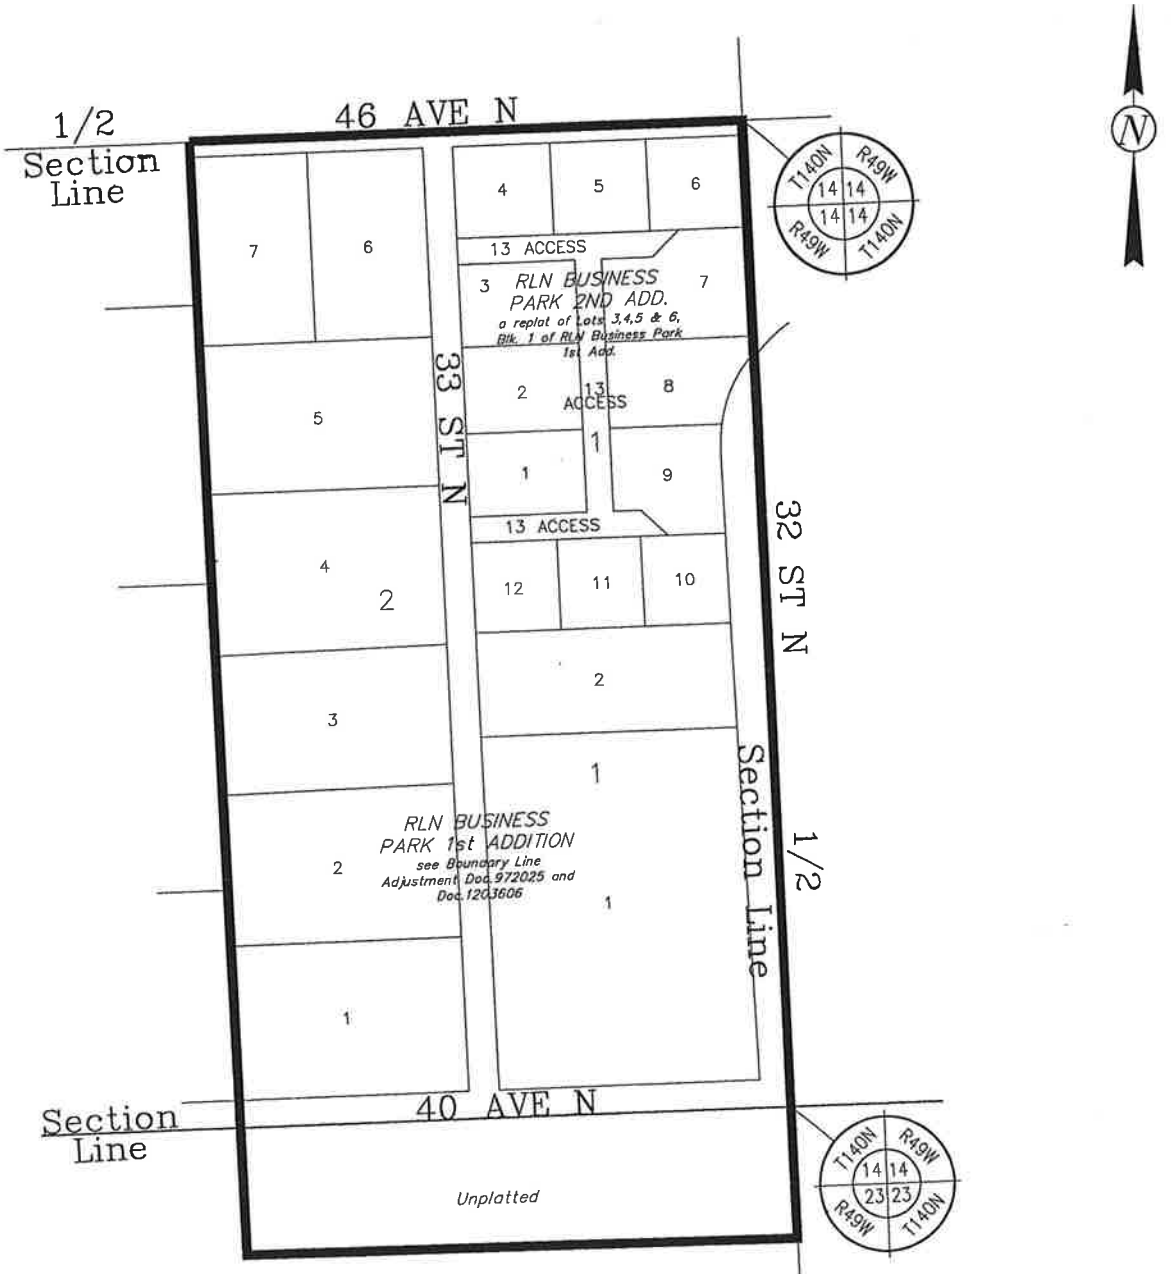 46 AVE N
1/2
Section
Line
N
T140N
R49W
14 14
14 14
R49W
T140N
7
6
4
5
6
13 ACCESS
3
7
RLN BUSINESS
PARK 2ND ADD.
a replat of Lots 3,4,5 & 6,
Blk. 1 of RLN Business Park
1st Add.
33 ST N
5
2
13
ACCESS
8
1
1
9
13 ACCESS
32 ST N
4
2
12
11
10
2
3
1
Section Line
1/2
RLN BUSINESS
PARK 1st ADDITION
see Boundary Line
Adjustment Doc.972025 and
Doc.1203606
2
1
1
40 AVE N
Section
Line
T140N
R49W
14 14
23 23
R49W
T140N
Unplatted